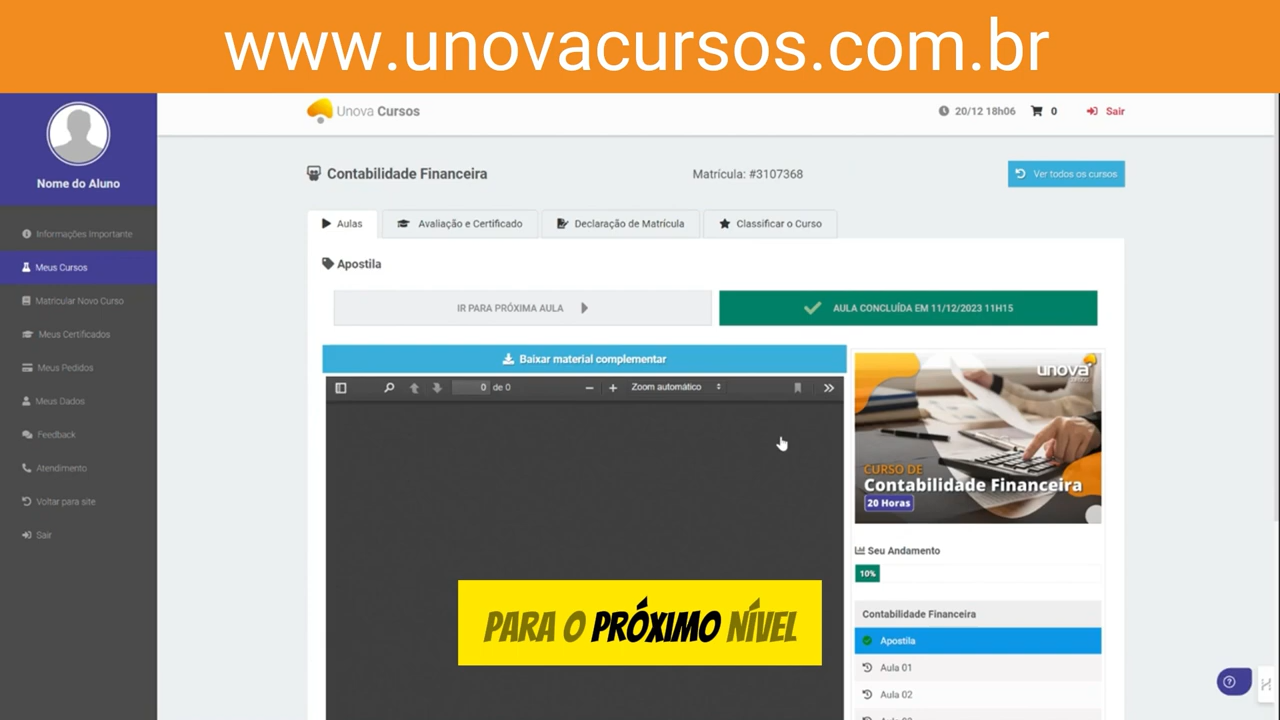 www.unovacursos.com.br
Nome do Aluno
Informações Importante
Meus Cursos
Matricular Novo Curso
Meus Certificados
Meus Pedidos
Meus Dados
Feedback
Atendimento
Voltar para site
Sair
Unova Cursos
20/12 18h06
0
Sair
Contabilidade Financeira
Matrícula: #3107368
Ver todos os cursos
Aulas
Avaliação e Certificado
Declaração de Matrícula
Classificar o Curso
Apostila
IR PARA PRÓXIMA AULA
AULA CONCLUÍDA EM 11/12/2023 11H15
Baixar material complementar
0 de 0
Zoom automático
unova
CURSOS
CURSO DE
Contabilidade Financeira
20 Horas
Seu Andamento
10%
Contabilidade Financeira
Apostila
Aula 01
Aula 02
PARA O PRÓXIMO NÍVEL